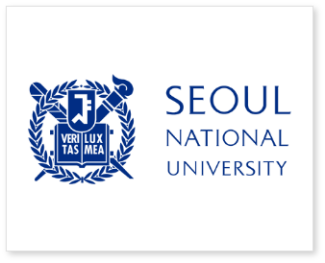 VERI LUX
TAS MEA
SEOUL
NATIONAL
UNIVERSITY